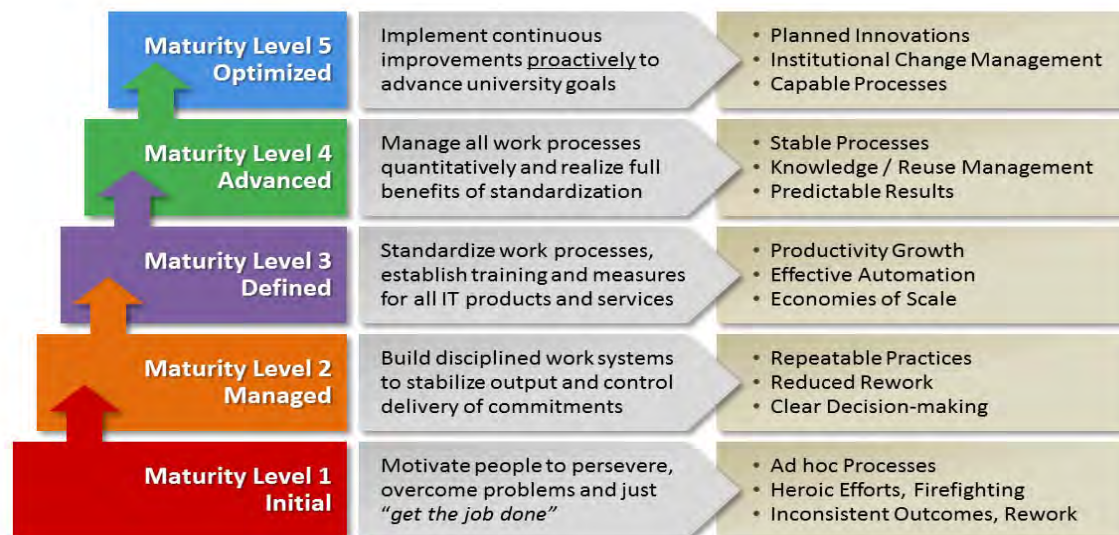 Maturity Level 5
Optimized
Implement continuous
improvements proactively to
advance university goals
• Planned Innovations
• Institutional Change Management
• Capable Processes
Maturity Level 4
Advanced
Manage all work processes
quantitatively and realize full
benefits of standardization
• Stable Processes
• Knowledge / Reuse Management
• Predictable Results
Maturity Level 3
Defined
Standardize work processes,
establish training and measures
for all IT products and services
• Productivity Growth
• Effective Automation
• Economies of Scale
Maturity Level 2
Managed
Build disciplined work systems
to stabilize output and control
delivery of commitments
• Repeatable Practices
• Reduced Rework
• Clear Decision-making
Maturity Level 1
Initial
Motivate people to persevere,
overcome problems and just
“get the job done”
• Ad hoc Processes
• Heroic Efforts, Firefighting
• Inconsistent Outcomes, Rework